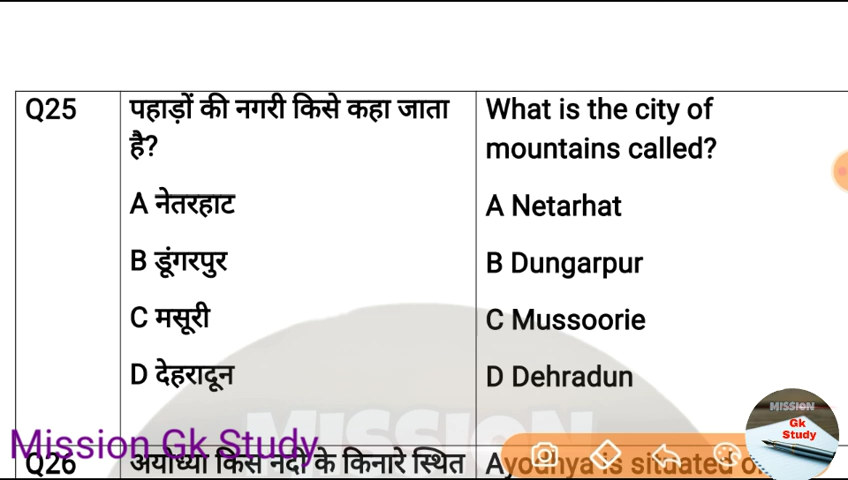 Q25
पहाड़ों की नगरी किसे कहा जाता
है?
A नेतरहाट
B डूंगरपुर
C मसूरी
D देहरादून
What is the city of
mountains called?
A Netarhat
B Dungarpur
C Mussoorie
D Dehradun
MISSION
MISSION
Gk
Study
Mission Gk Study
Q26
अयोध्या किस नदी के किनारे स्थित
Ayodhya is situated